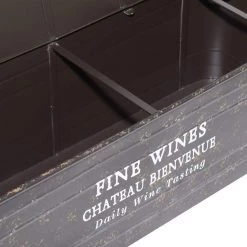 FINE WINES
CHATEAU BIENVENUE
Daily Wine Tasting